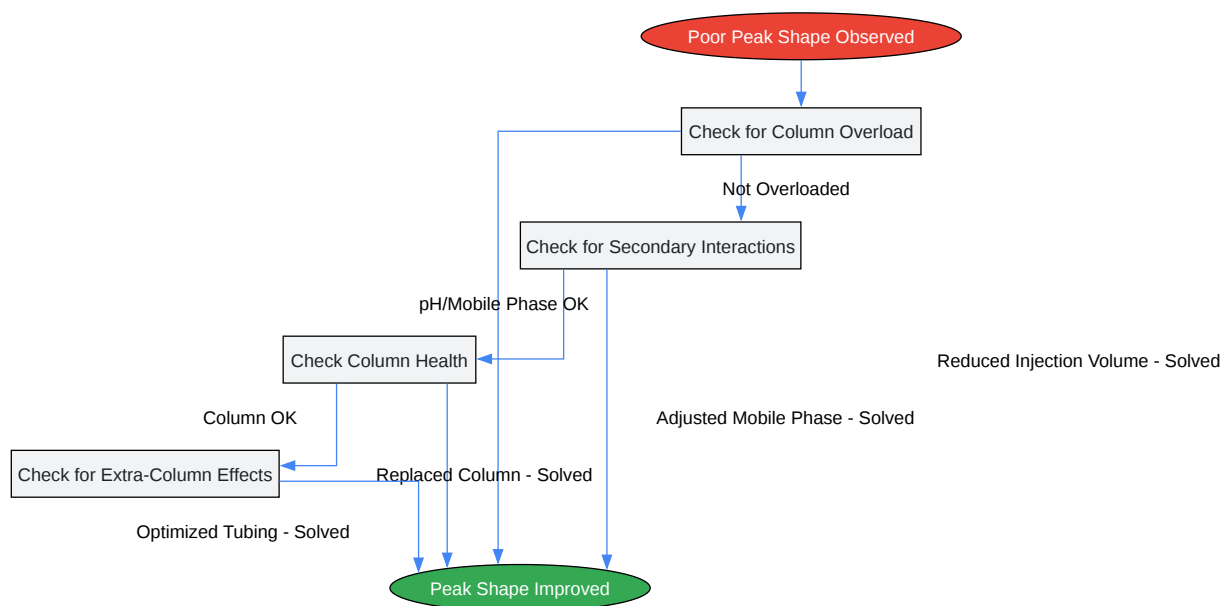 Poor Peak Shape Observed
Check for Column Overload
Not Overloaded
Check for Secondary Interactions
pH/Mobile Phase OK
Check Column Health
Reduced Injection Volume - Solved
Column OK
Adjusted Mobile Phase - Solved
Check for Extra-Column Effects
Replaced Column - Solved
Optimized Tubing - Solved
Peak Shape Improved